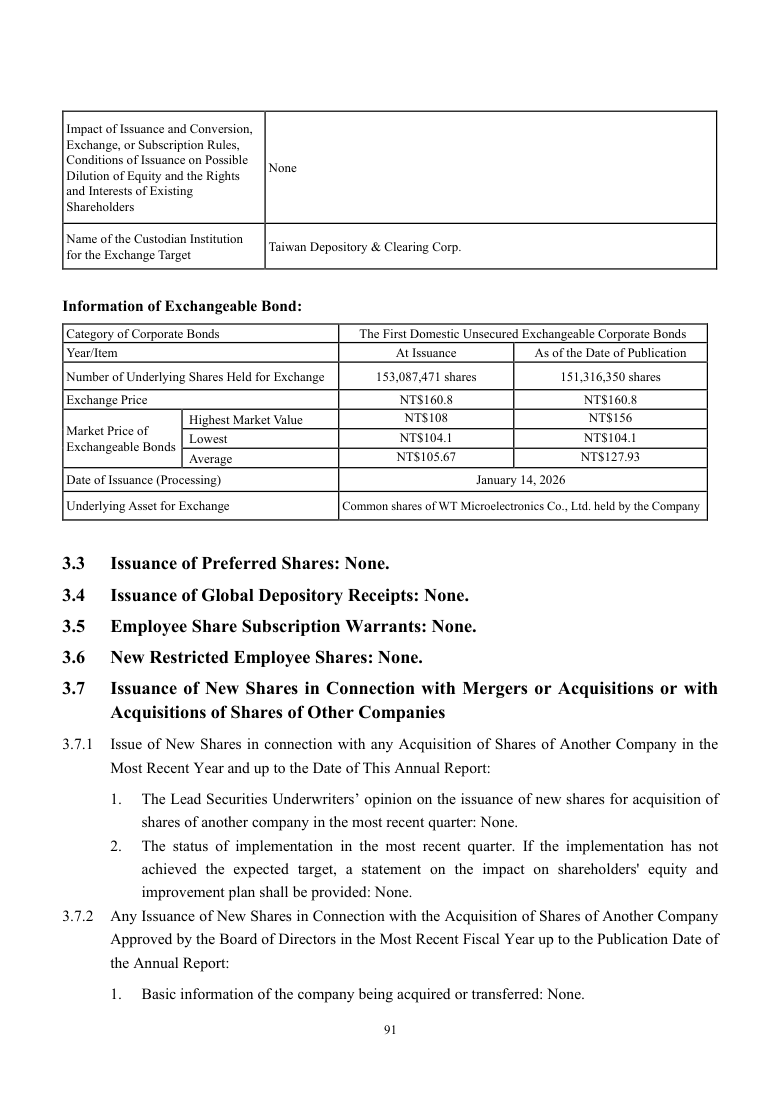 Impact of Issuance and Conversion,
Exchange, or Subscription Rules,
Conditions of Issuance on Possible
Dilution of Equity and the Rights
and Interests of Existing
Shareholders
None
Name of the Custodian Institution
for the Exchange Target
Taiwan Depository & Clearing Corp.
Information of Exchangeable Bond:
Category of Corporate Bonds The First Domestic Unsecured Exchangeable Corporate Bonds
Year/Item At Issuance As of the Date of Publication
Number of Underlying Shares Held for Exchange 153,087,471 shares 151,316,350 shares
Exchange Price NT$160.8 NT$160.8
Market Price of
Exchangeable Bonds
Highest Market Value NT$108 NT$156
Lowest NT$104.1 NT$104.1
Average NT$105.67 NT$127.93
Date of Issuance (Processing) January 14, 2026
Underlying Asset for Exchange Common shares of WT Microelectronics Co., Ltd. held by the Company
3.3 Issuance of Preferred Shares: None.
3.4 Issuance of Global Depository Receipts: None.
3.5 Employee Share Subscription Warrants: None.
3.6 New Restricted Employee Shares: None.
3.7 Issuance of New Shares in Connection with Mergers or Acquisitions or with
Acquisitions of Shares of Other Companies
3.7.1 Issue of New Shares in connection with any Acquisition of Shares of Another Company in the
Most Recent Year and up to the Date of This Annual Report:
1. The Lead Securities Underwriters’ opinion on the issuance of new shares for acquisition of
shares of another company in the most recent quarter: None.
2. The status of implementation in the most recent quarter. If the implementation has not
achieved the expected target, a statement on the impact on shareholders' equity and
improvement plan shall be provided: None.
3.7.2 Any Issuance of New Shares in Connection with the Acquisition of Shares of Another Company
Approved by the Board of Directors in the Most Recent Fiscal Year up to the Publication Date of
the Annual Report:
1. Basic information of the company being acquired or transferred: None.
91